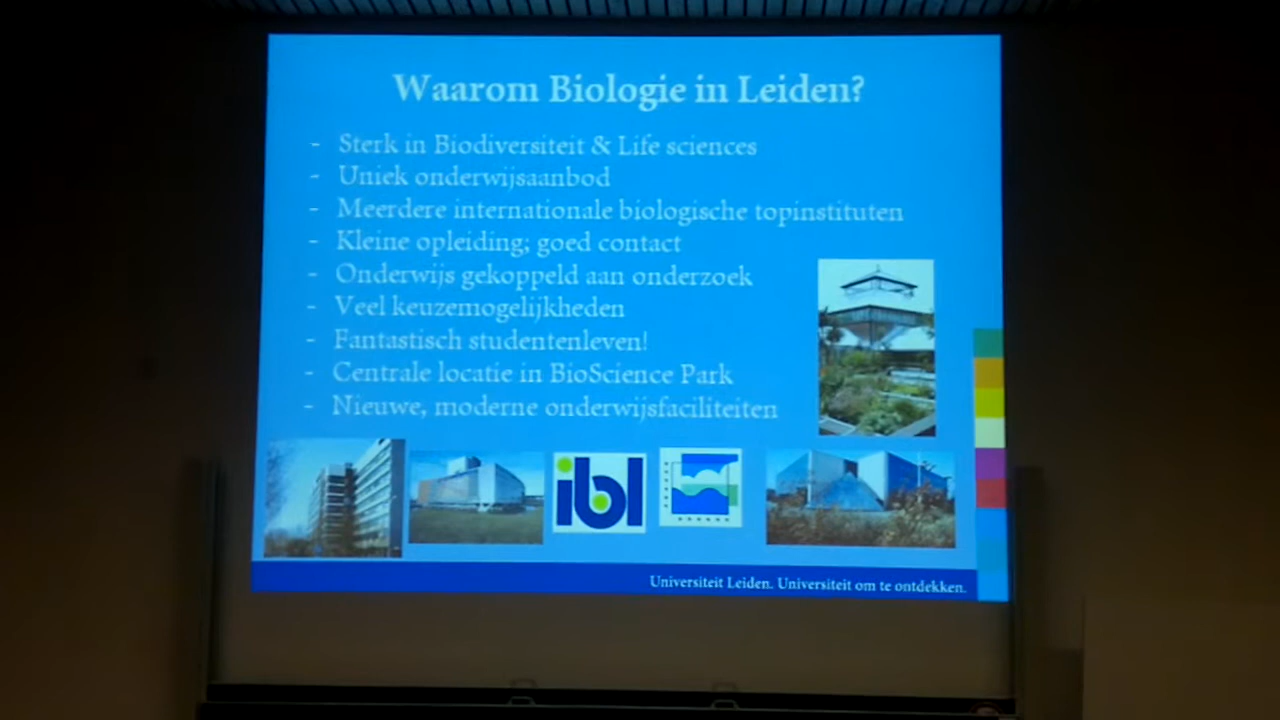 Waarom Biologie in Leiden?
- Sterk in Biodiversiteit & Life sciences
- Uniek onderwijsaanbod
- Meerdere internationale biologische topinstituten
- Kleine opleiding; goed contact
- Onderwijs gekoppeld aan onderzoek
- Veel keuzemogelijkheden
- Fantastisch studentenleven!
- Centrale locatie in BioScience Park
- Nieuwe, moderne onderwijsfaciliteiten
ibl
Universiteit Leiden. Universiteit om te ontdekken.